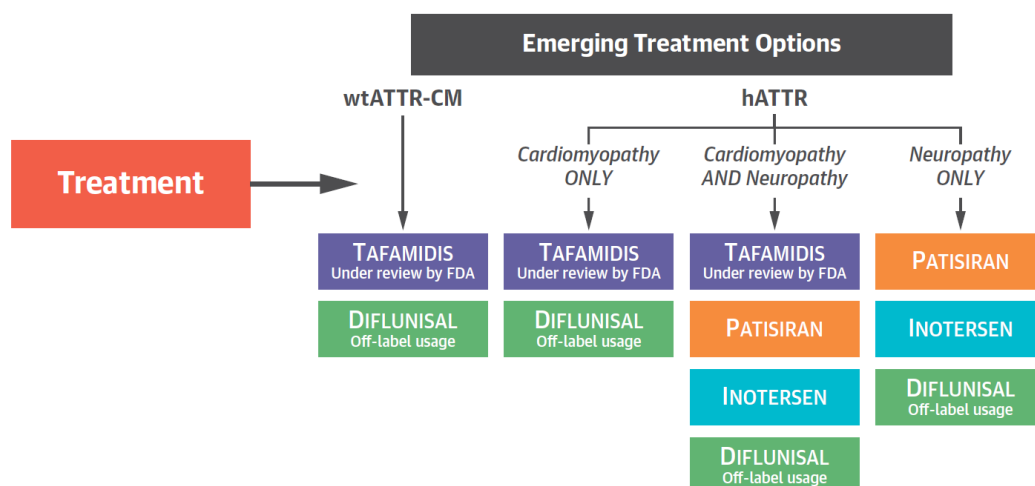 Emerging Treatment Options
wtATTR-CM
hATTR
Treatment
Cardiomyopathy
ONLY
Cardiomyopathy
AND Neuropathy
Neuropathy
ONLY
TAFAMIDIS
Under review by FDA
DIFLUNISAL
Off-label usage
TAFAMIDIS
Under review by FDA
DIFLUNISAL
Off-label usage
TAFAMIDIS
Under review by FDA
PATISIRAN
INOTERSEN
DIFLUNISAL
Off-label usage
PATISIRAN
INOTERSEN
DIFLUNISAL
Off-label usage